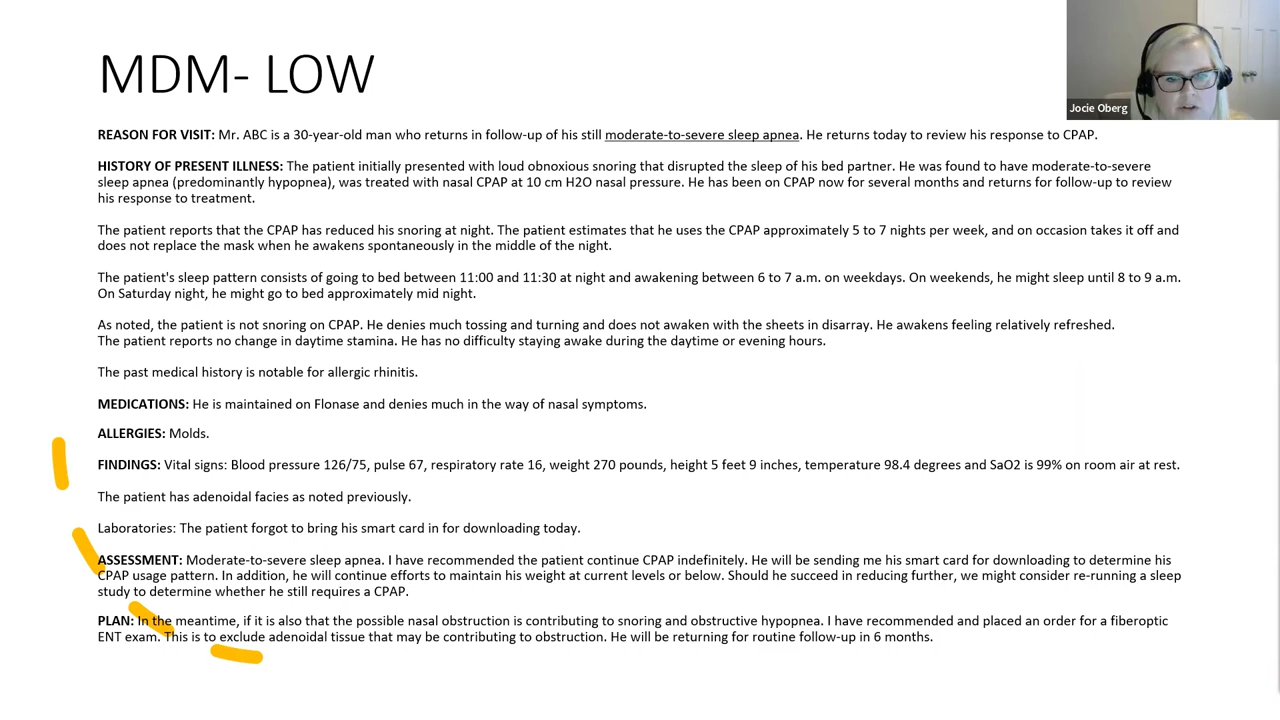 MDM- LOW
Jocie Oberg
REASON FOR VISIT: Mr. ABC is a 30-year-old man who returns in follow-up of his still moderate-to-severe sleep apnea. He returns today to review his response to CPAP.
HISTORY OF PRESENT ILLNESS: The patient initially presented with loud obnoxious snoring that disrupted the sleep of his bed partner. He was found to have moderate-to-severe
sleep apnea (predominantly hypopnea), was treated with nasal CPAP at 10 cm H2O nasal pressure. He has been on CPAP now for several months and returns for follow-up to review
his response to treatment.
The patient reports that the CPAP has reduced his snoring at night. The patient estimates that he uses the CPAP approximately 5 to 7 nights per week, and on occasion takes it off and
does not replace the mask when he awakens spontaneously in the middle of the night.
The patient's sleep pattern consists of going to bed between 11:00 and 11:30 at night and awakening between 6 to 7 a.m. on weekdays. On weekends, he might sleep until 8 to 9 a.m.
On Saturday night, he might go to bed approximately mid night.
As noted, the patient is not snoring on CPAP. He denies much tossing and turning and does not awaken with the sheets in disarray. He awakens feeling relatively refreshed.
The patient reports no change in daytime stamina. He has no difficulty staying awake during the daytime or evening hours.
The past medical history is notable for allergic rhinitis.
MEDICATIONS: He is maintained on Flonase and denies much in the way of nasal symptoms.
ALLERGIES: Molds.
FINDINGS: Vital signs: Blood pressure 126/75, pulse 67, respiratory rate 16, weight 270 pounds, height 5 feet 9 inches, temperature 98.4 degrees and SaO2 is 99% on room air at rest.
The patient has adenoidal facies as noted previously.
Laboratories: The patient forgot to bring his smart card in for downloading today.
ASSESSMENT: Moderate-to-severe sleep apnea. I have recommended the patient continue CPAP indefinitely. He will be sending me his smart card for downloading to determine his
CPAP usage pattern. In addition, he will continue efforts to maintain his weight at current levels or below. Should he succeed in reducing further, we might consider re-running a sleep
study to determine whether he still requires a CPAP.
PLAN: In the meantime, if it is also that the possible nasal obstruction is contributing to snoring and obstructive hypopnea. I have recommended and placed an order for a fiberoptic
ENT exam. This is to exclude adenoidal tissue that may be contributing to obstruction. He will be returning for routine follow-up in 6 months.